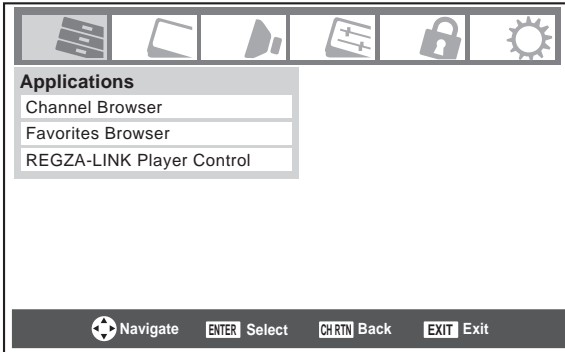 Applications
Channel Browser
Favorites Browser
REGZA-LINK Player Control
Navigate ENTER Select CH RTN Back EXIT Exit